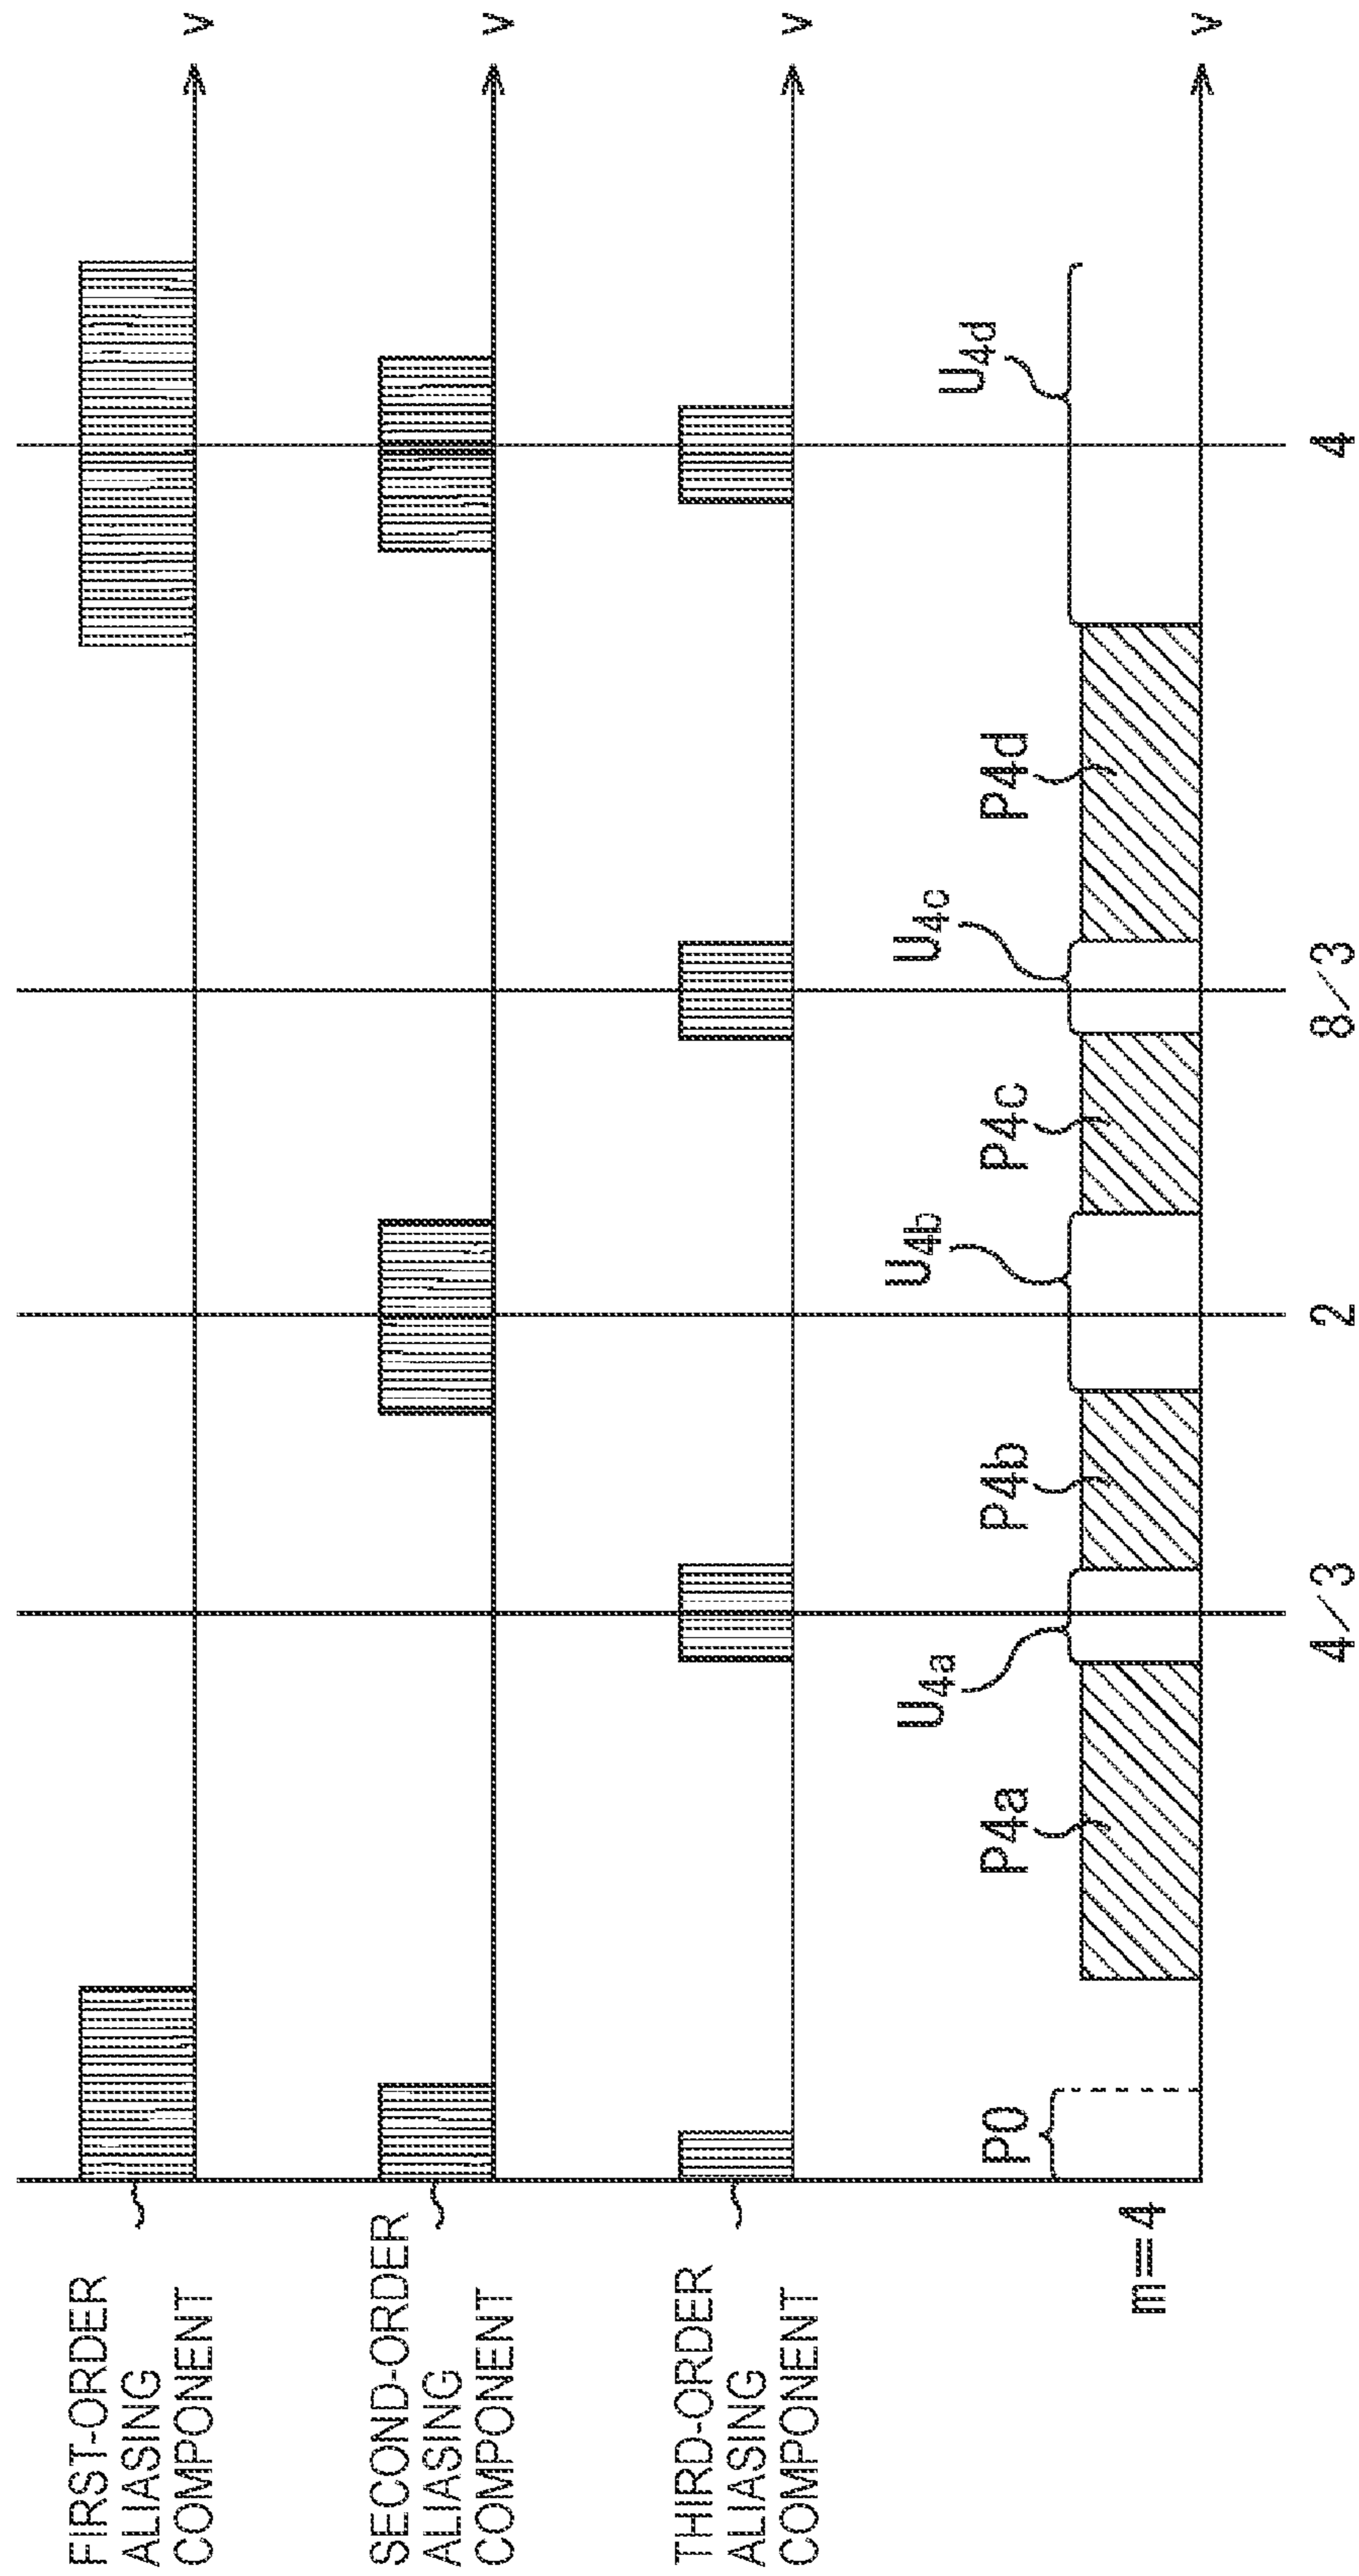 FIRST-ORDER
ALIASING
COMPONENT
v
SECOND-ORDER
ALIASING
COMPONENT
v
THIRD-ORDER
ALIASING
COMPONENT
v
U4a
U4b
U4c
U4d
P0
P4a
P4b
P4c
P4d
m=4
v
4/3
2
8/3
4